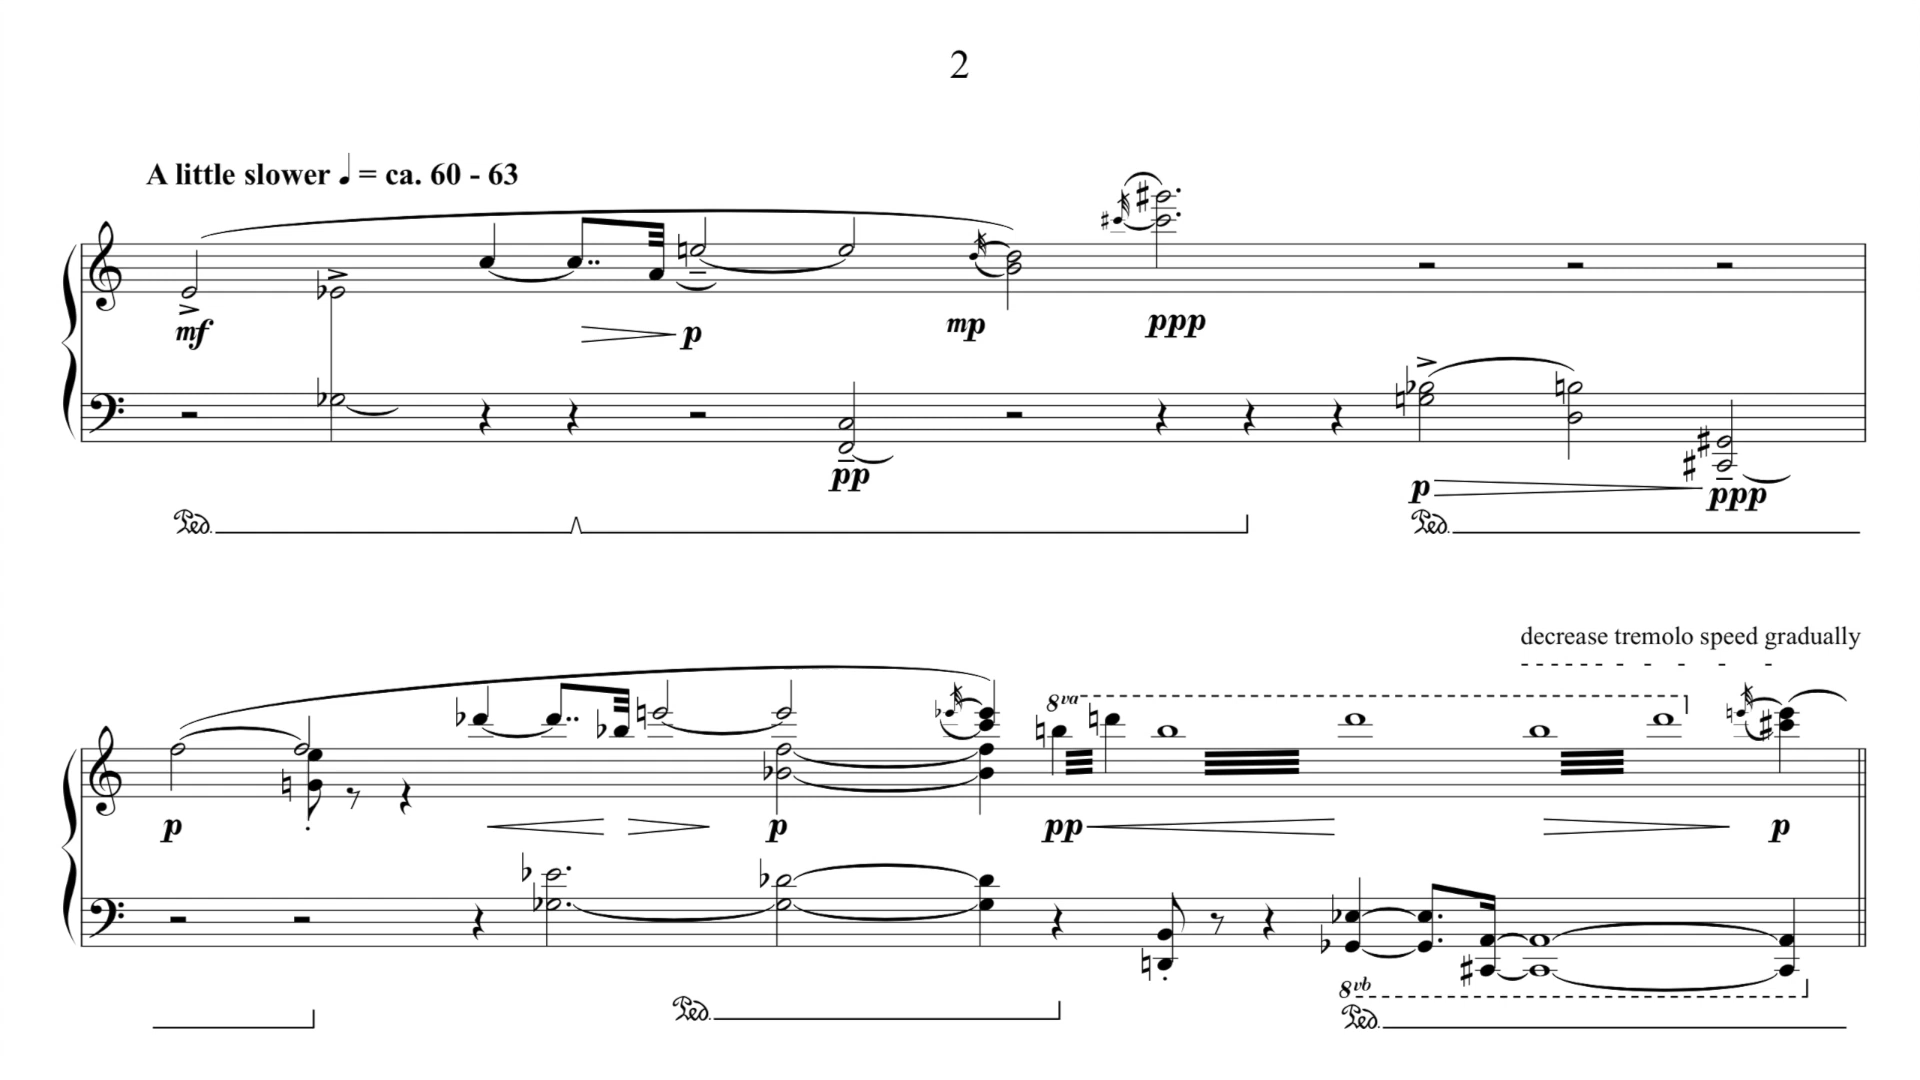 2
A little slower ♩ = ca. 60 - 63
mf p mp ppp
pp
p ppp
Ped. Ped.
decrease tremolo speed gradually
8va
p p pp p
8vb
Ped. Ped.